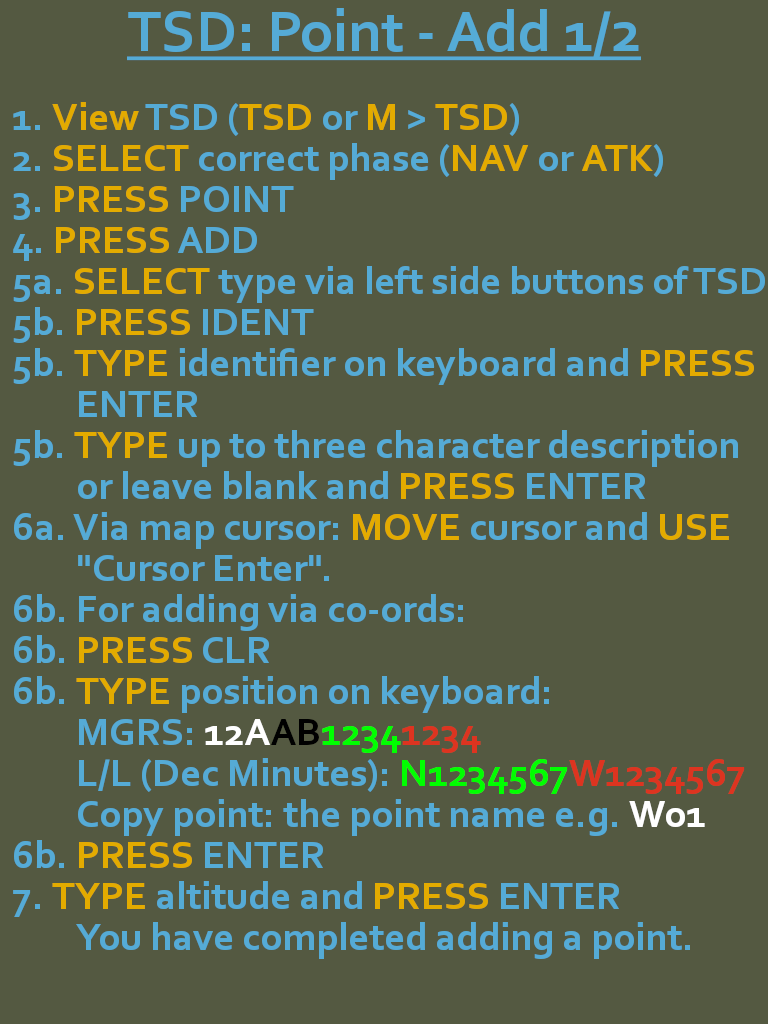 TSD: Point - Add 1/2
1. View TSD (TSD or M > TSD)
2. SELECT correct phase (NAV or ATK)
3. PRESS POINT
4. PRESS ADD
5a. SELECT type via left side buttons of TSD
5b. PRESS IDENT
5b. TYPE identifier on keyboard and PRESS
ENTER
5b. TYPE up to three character description
or leave blank and PRESS ENTER
6a. Via map cursor: MOVE cursor and USE
"Cursor Enter".
6b. For adding via co-ords:
6b. PRESS CLR
6b. TYPE position on keyboard:
MGRS: 12AAB12341234
L/L (Dec Minutes): N1234567W1234567
Copy point: the point name e.g. W01
6b. PRESS ENTER
7. TYPE altitude and PRESS ENTER
You have completed adding a point.